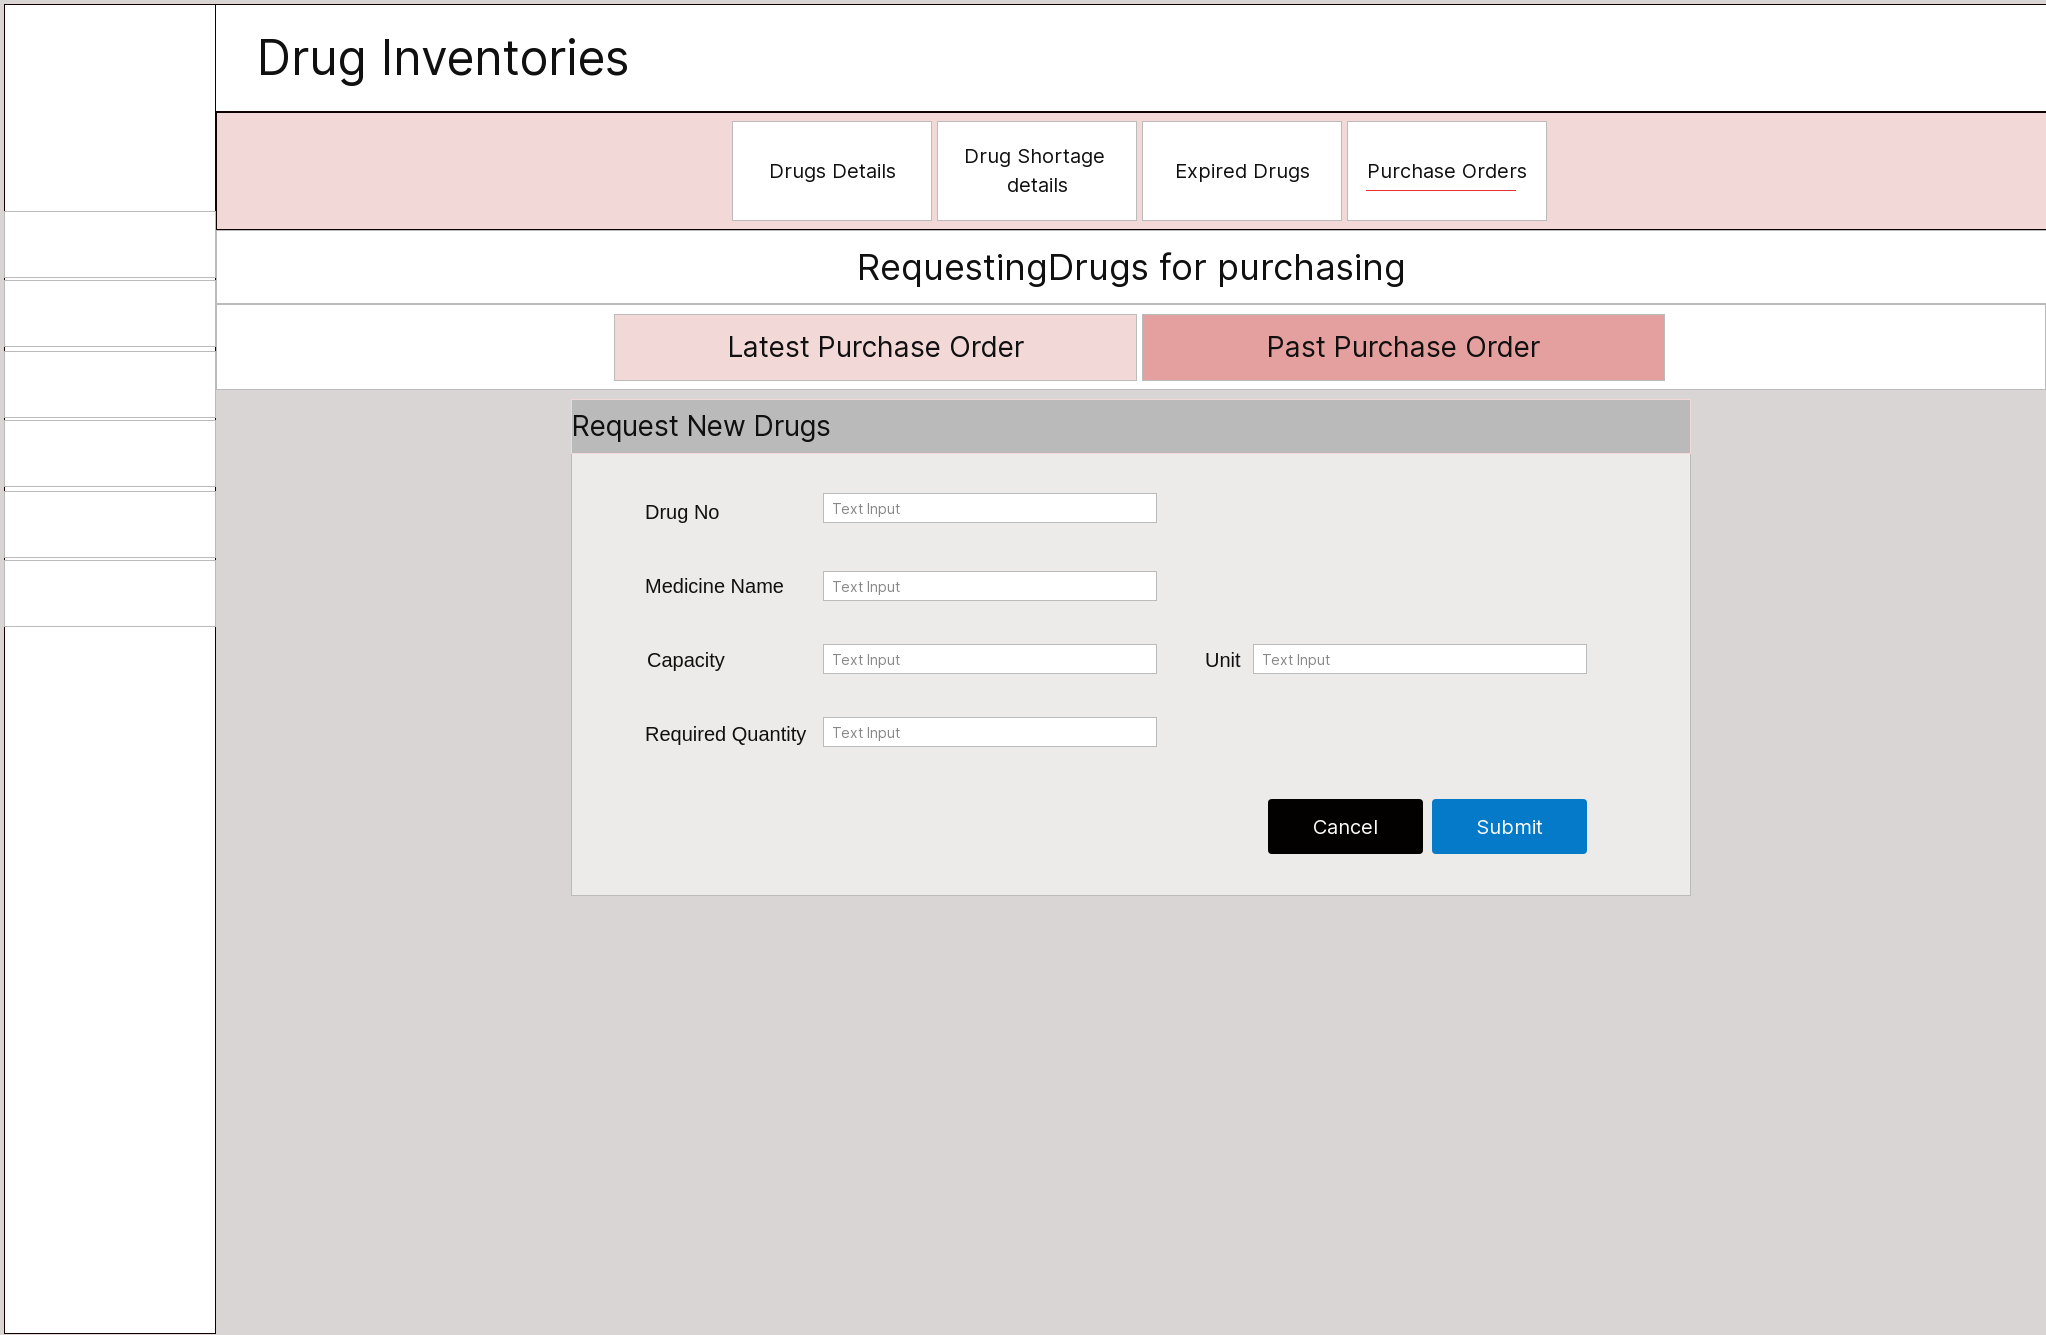 Drug Inventories
Drugs Details
Drug Shortage
details
Expired Drugs
Purchase Orders
RequestingDrugs for purchasing
Latest Purchase Order
Past Purchase Order
Request New Drugs
Drug No
Text Input
Medicine Name
Text Input
Capacity
Text Input
Unit
Text Input
Required Quantity
Text Input
Cancel
Submit